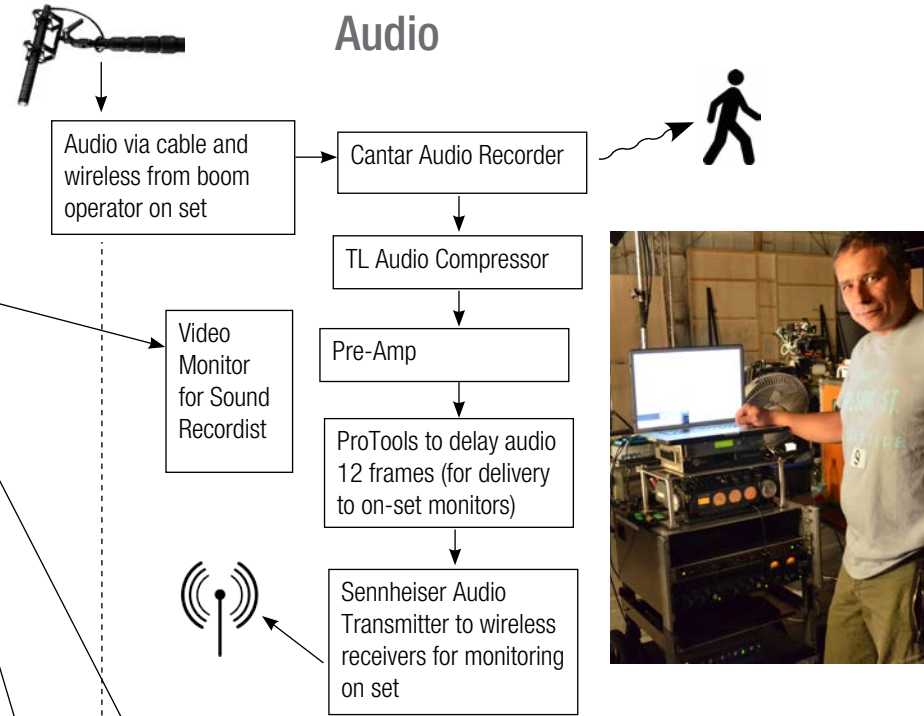 Audio
Audio via cable and
wireless from boom
operator on set
Cantar Audio Recorder
TL Audio Compressor
Video
Monitor
for Sound
Recordist
Pre-Amp
ProTools to delay audio
12 frames (for delivery
to on-set monitors)
Sennheiser Audio
Transmitter to wireless
receivers for monitoring
on set